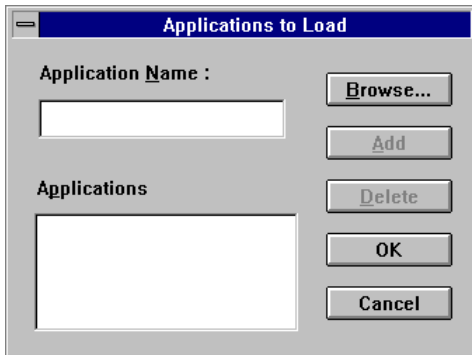 Applications to Load
Application Name :
Browse...
Add
Applications
Delete
OK
Cancel